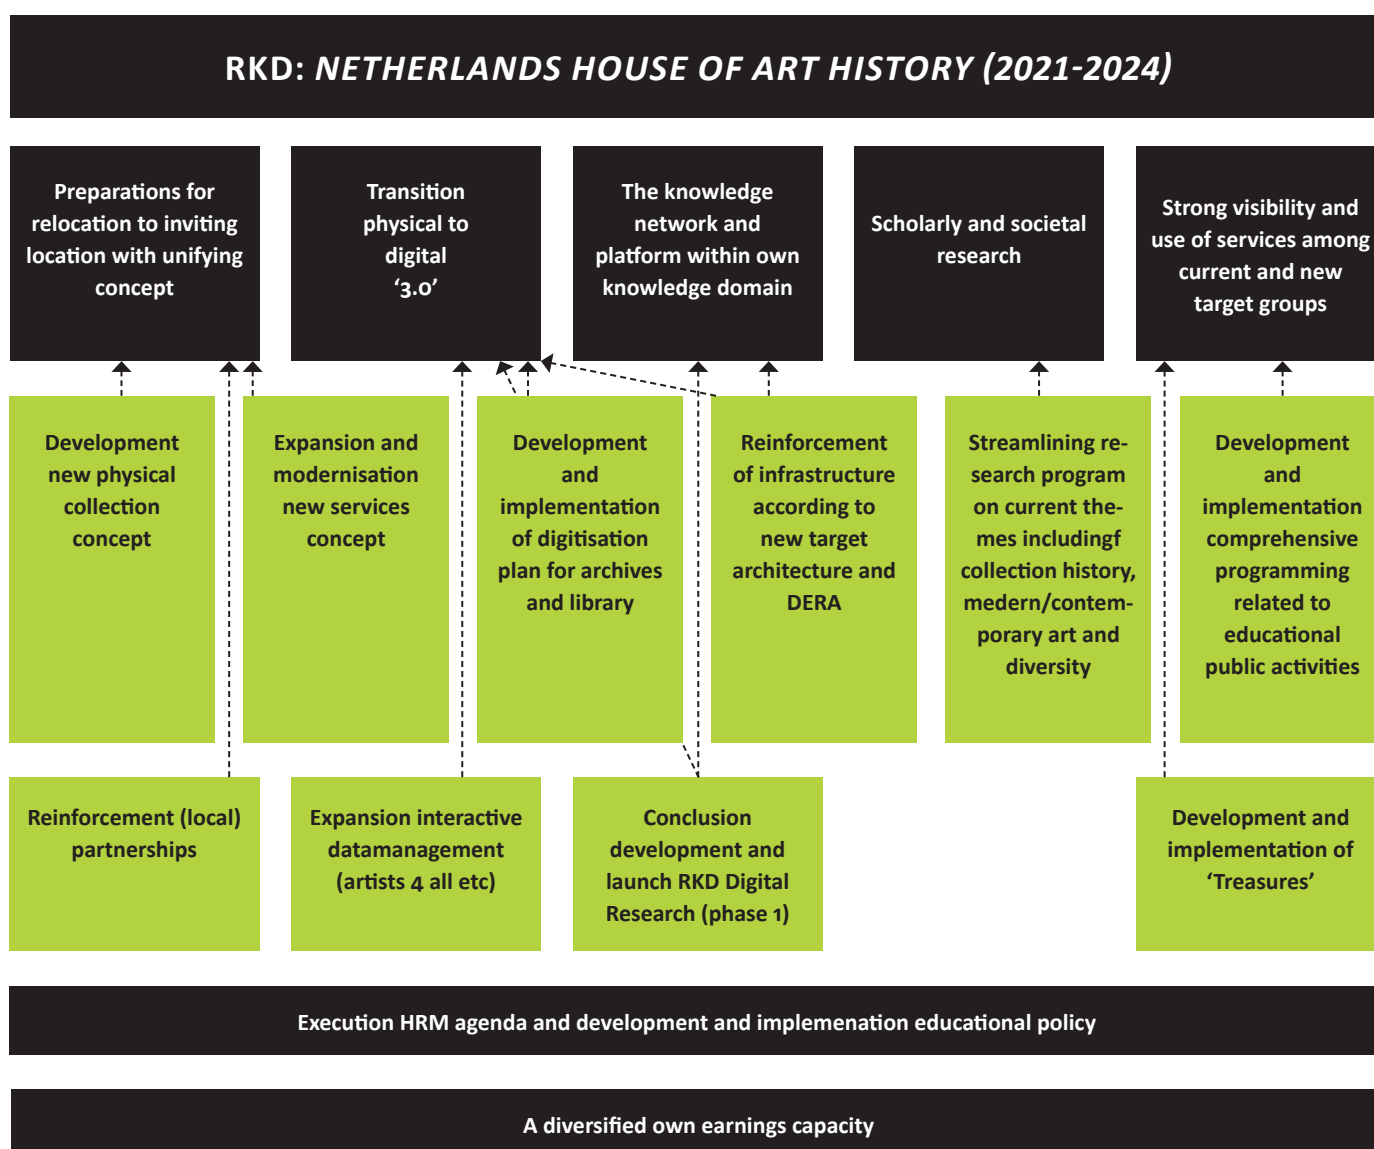 RKD: NETHERLANDS HOUSE OF ART HISTORY (2021-2024)
Preparations for
relocation to inviting
location with unifying
concept
Transition
physical to
digital
‘3.0’
The knowledge
network and
platform within own
knowledge domain
Scholarly and societal
research
Strong visibility and
use of services among
current and new
target groups
Development
new physical
collection
concept
Expansion and
modernisation
new services
concept
Development
and
implementation
of digitisation
plan for archives
and library
Reinforcement
of infrastructure
according to
new target
architecture and
DERA
Streamlining re-
search program
on current the-
mes includingf
collection history,
medern/contem-
porary art and
diversity
Development
and
implementation
comprehensive
programming
related to
educational
public activities
Reinforcement (local)
partnerships
Expansion interactive
datamanagement
(artists 4 all etc)
Conclusion
development and
launch RKD Digital
Research (phase 1)
Development and
implementation of
‘Treasures’
Execution HRM agenda and development and implemenation educational policy
A diversified own earnings capacity